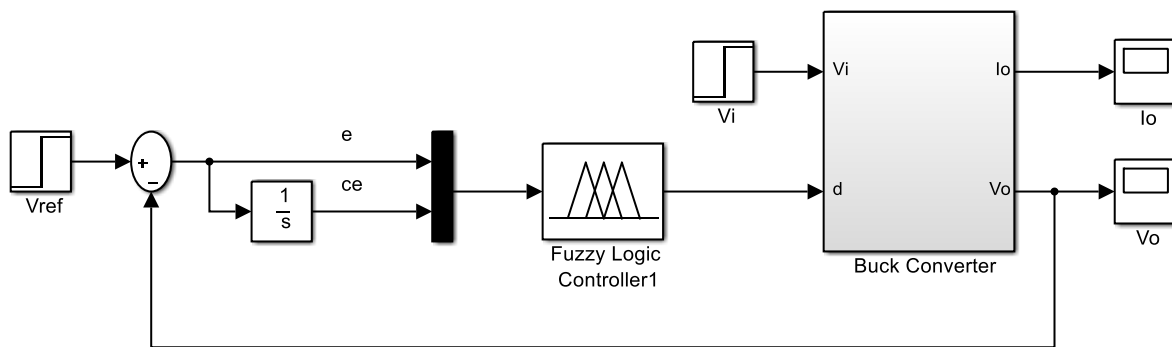 Vi
Vi
Io
Io
Vref
+
−
e
ce
1
s
Fuzzy Logic
Controller1
d
Vo
Buck Converter
Vo